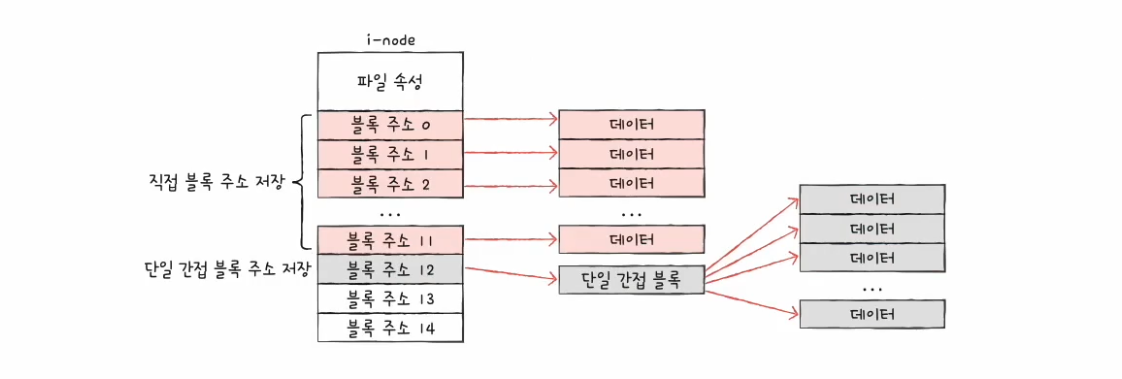 i-node
파일 속성
블록 주소 0
데이터
블록 주소 1
데이터
직접 블록 주소 저장
블록 주소 2
데이터
데이터
...
...
데이터
블록 주소 11
데이터
데이터
단일 간접 블록 주소 저장
블록 주소 12
단일 간접 블록
...
블록 주소 13
데이터
블록 주소 14